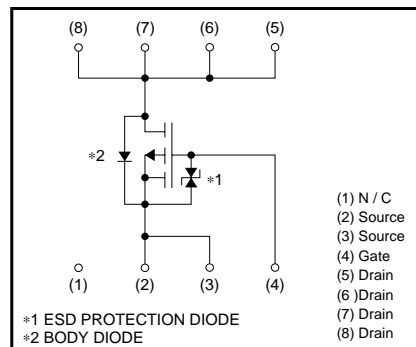 (8) (7) (6) (5)
∗2
∗1
(1) N / C
(2) Source
(3) Source
(4) Gate
(5) Drain
(6 )Drain
(7) Drain
(8) Drain
(1) (2) (3) (4)
∗1 ESD PROTECTION DIODE
∗2 BODY DIODE